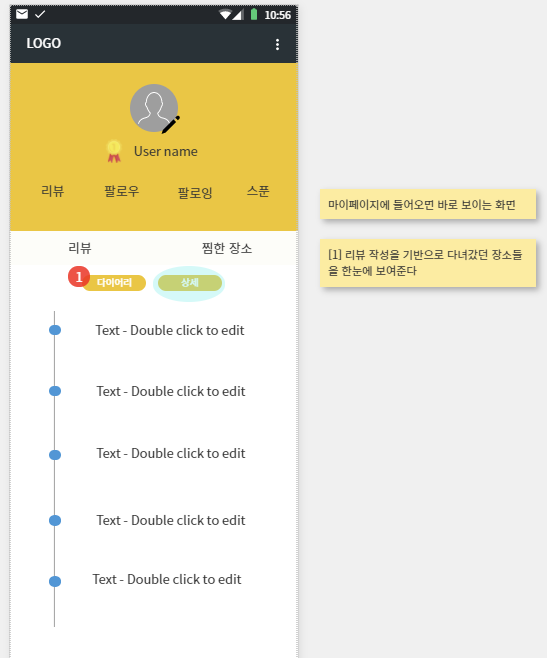 10:56
LOGO
User name
리뷰 팔로우 팔로잉 스푼
리뷰 찜한 장소
1 다이어리 상세
Text - Double click to edit
Text - Double click to edit
Text - Double click to edit
Text - Double click to edit
Text - Double click to edit
마이페이지에 들어오면 바로 보이는 화면
[1] 리뷰 작성을 기반으로 다녀갔던 장소들
을 한눈에 보여준다